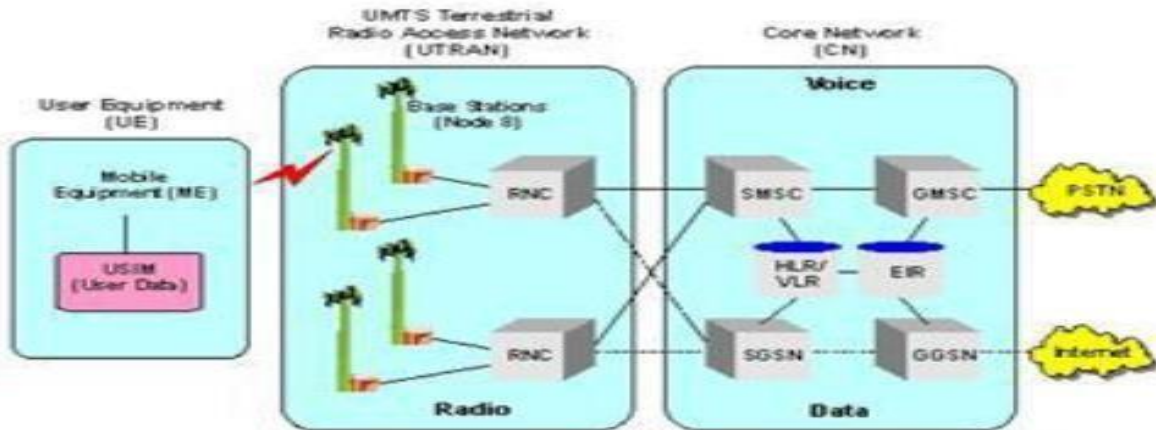 UMTS Terrestrial
Radio Access Network
(UTRAN)
Core Network
(CN)
User Equipment
(UE)
Mobile
Equipment (ME)
USIM
(User Data)
Base Stations
(Node B)
RNC
RNC
Radio
Voice
SMSC
GMSC
HLR/
VLR
EIR
SGSN
GGSN
Data
PSTN
Internet